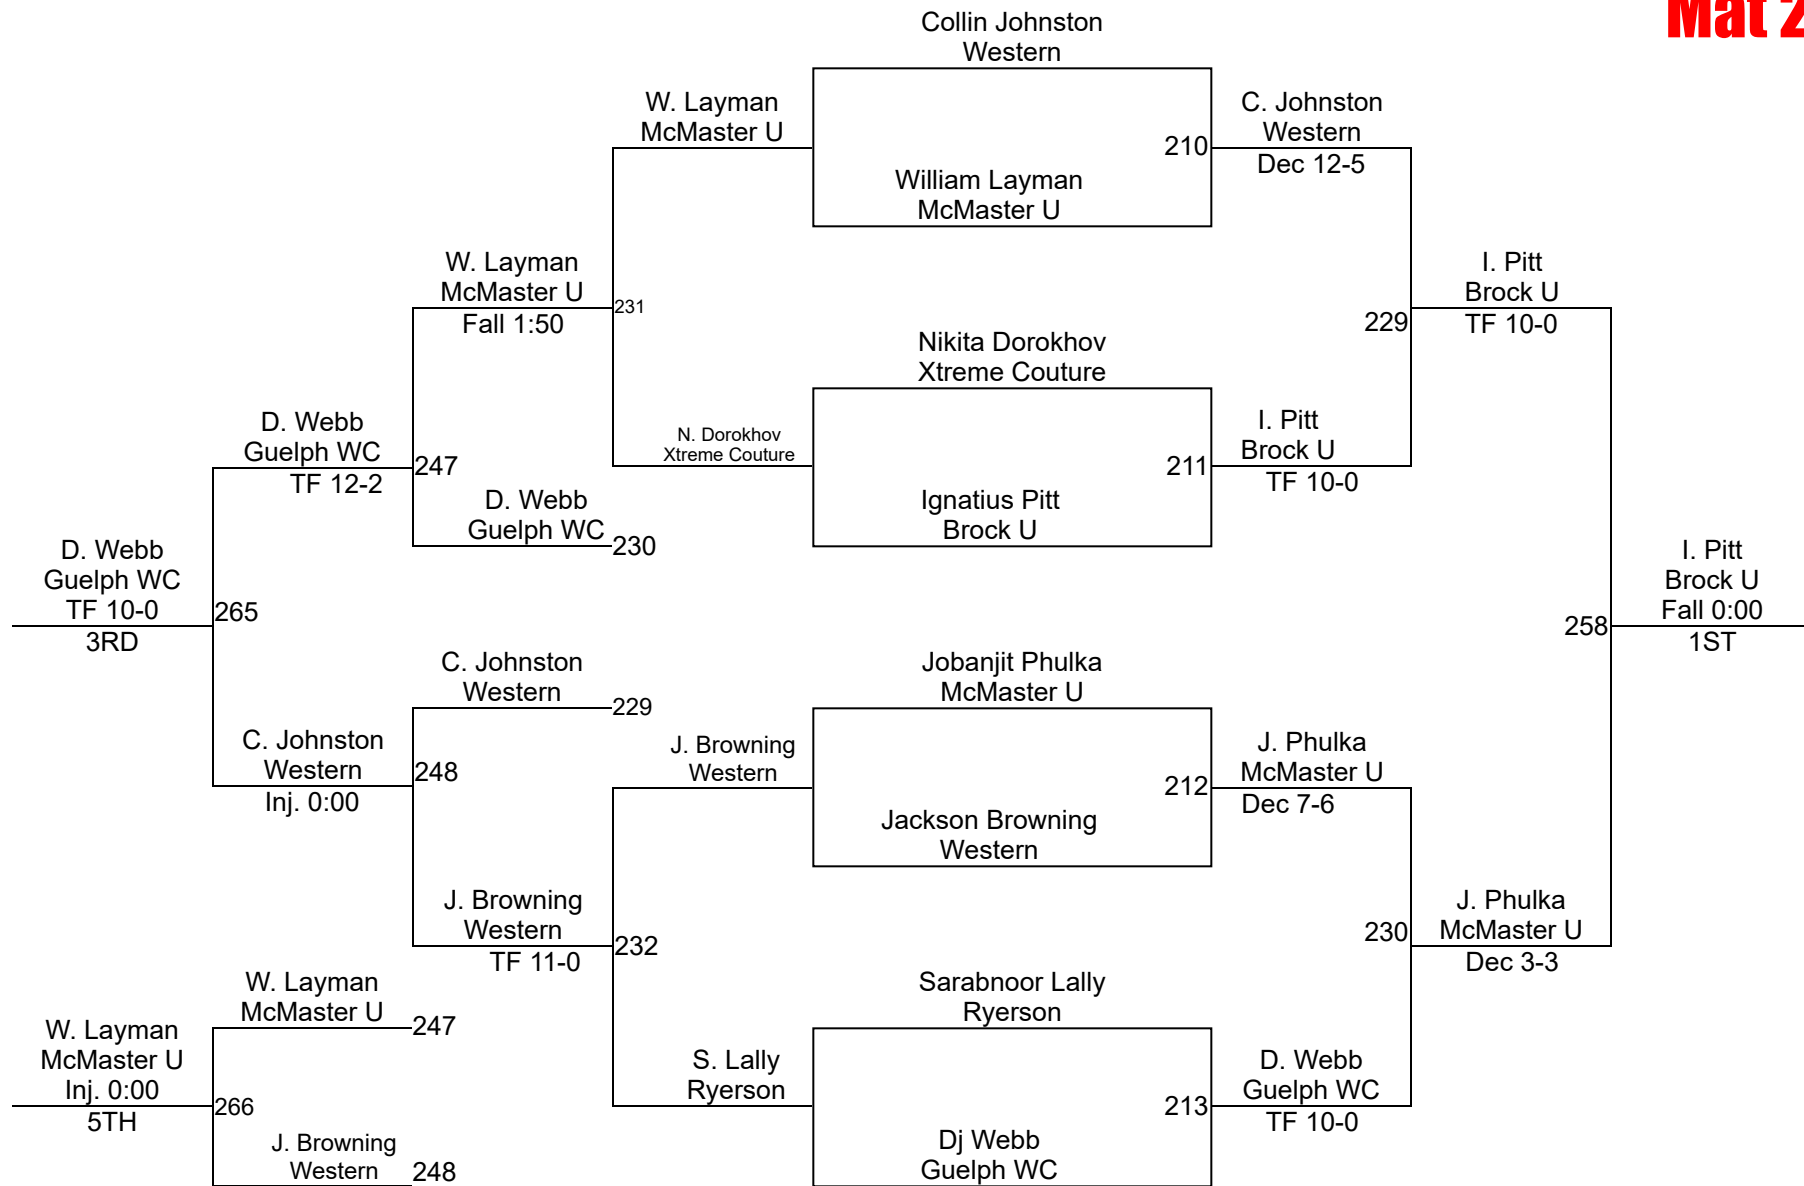 Mat 2
Collin Johnston
Western
W. Layman
McMaster U
C. Johnston
Western
210
Dec 12-5
William Layman
McMaster U
W. Layman
McMaster U
231
Fall 1:50
I. Pitt
Brock U
229
TF 10-0
Nikita Dorokhov
Xtreme Couture
D. Webb
Guelph WC
247
TF 12-2
N. Dorokhov
Xtreme Couture
I. Pitt
Brock U
211
TF 10-0
D. Webb
Guelph WC
230
Ignatius Pitt
Brock U
D. Webb
Guelph WC
TF 10-0
265
3RD
I. Pitt
Brock U
Fall 0:00
258
1ST
C. Johnston
Western
229
Jobanjit Phulka
McMaster U
C. Johnston
Western
248
Inj. 0:00
J. Browning
Western
J. Phulka
McMaster U
212
Dec 7-6
Jackson Browning
Western
J. Browning
Western
232
TF 11-0
J. Phulka
McMaster U
230
Dec 3-3
W. Layman
McMaster U
247
Sarabnoor Lally
Ryerson
W. Layman
McMaster U
Inj. 0:00
266
5TH
S. Lally
Ryerson
D. Webb
Guelph WC
213
TF 10-0
J. Browning
Western
248
Dj Webb
Guelph WC